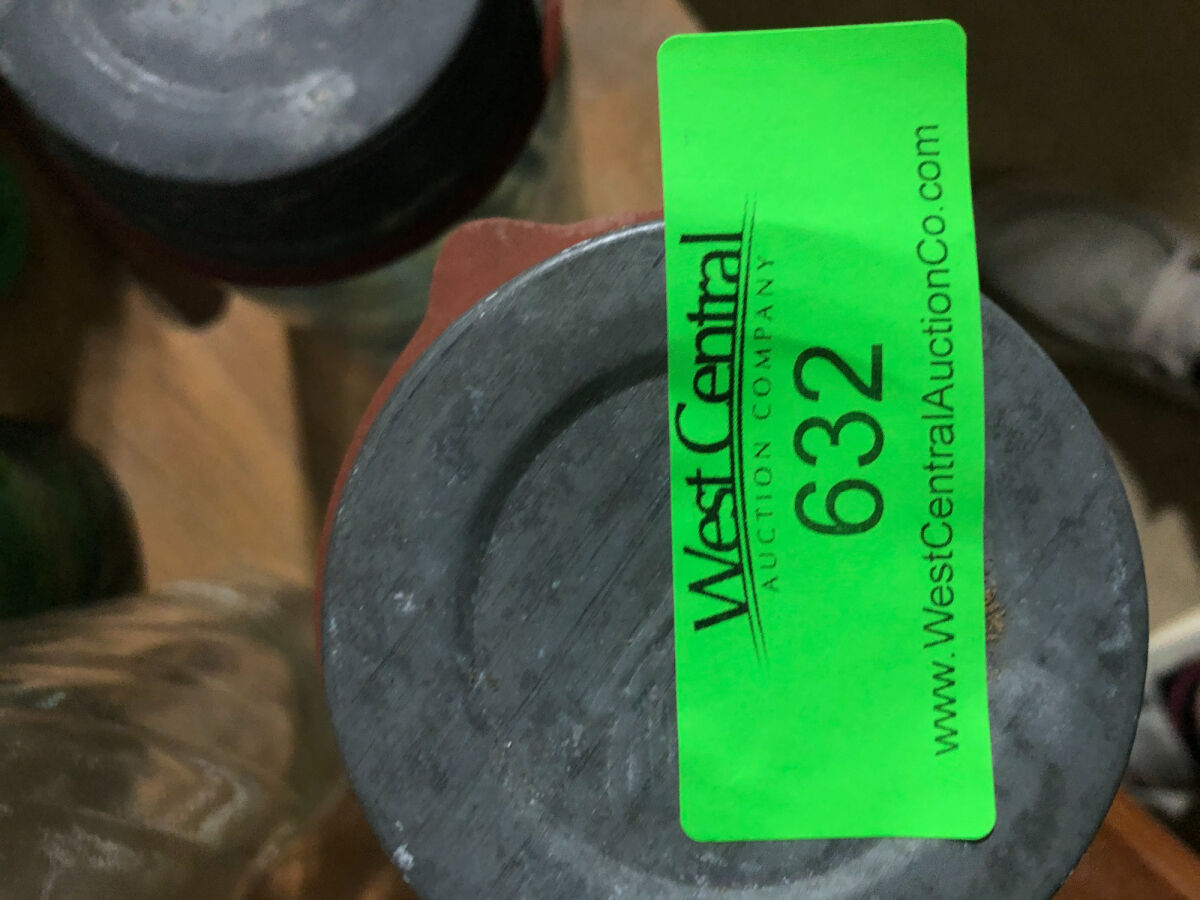 West Central
AUCTION COMPANY
632
www.WestCentralAuctionCo.com